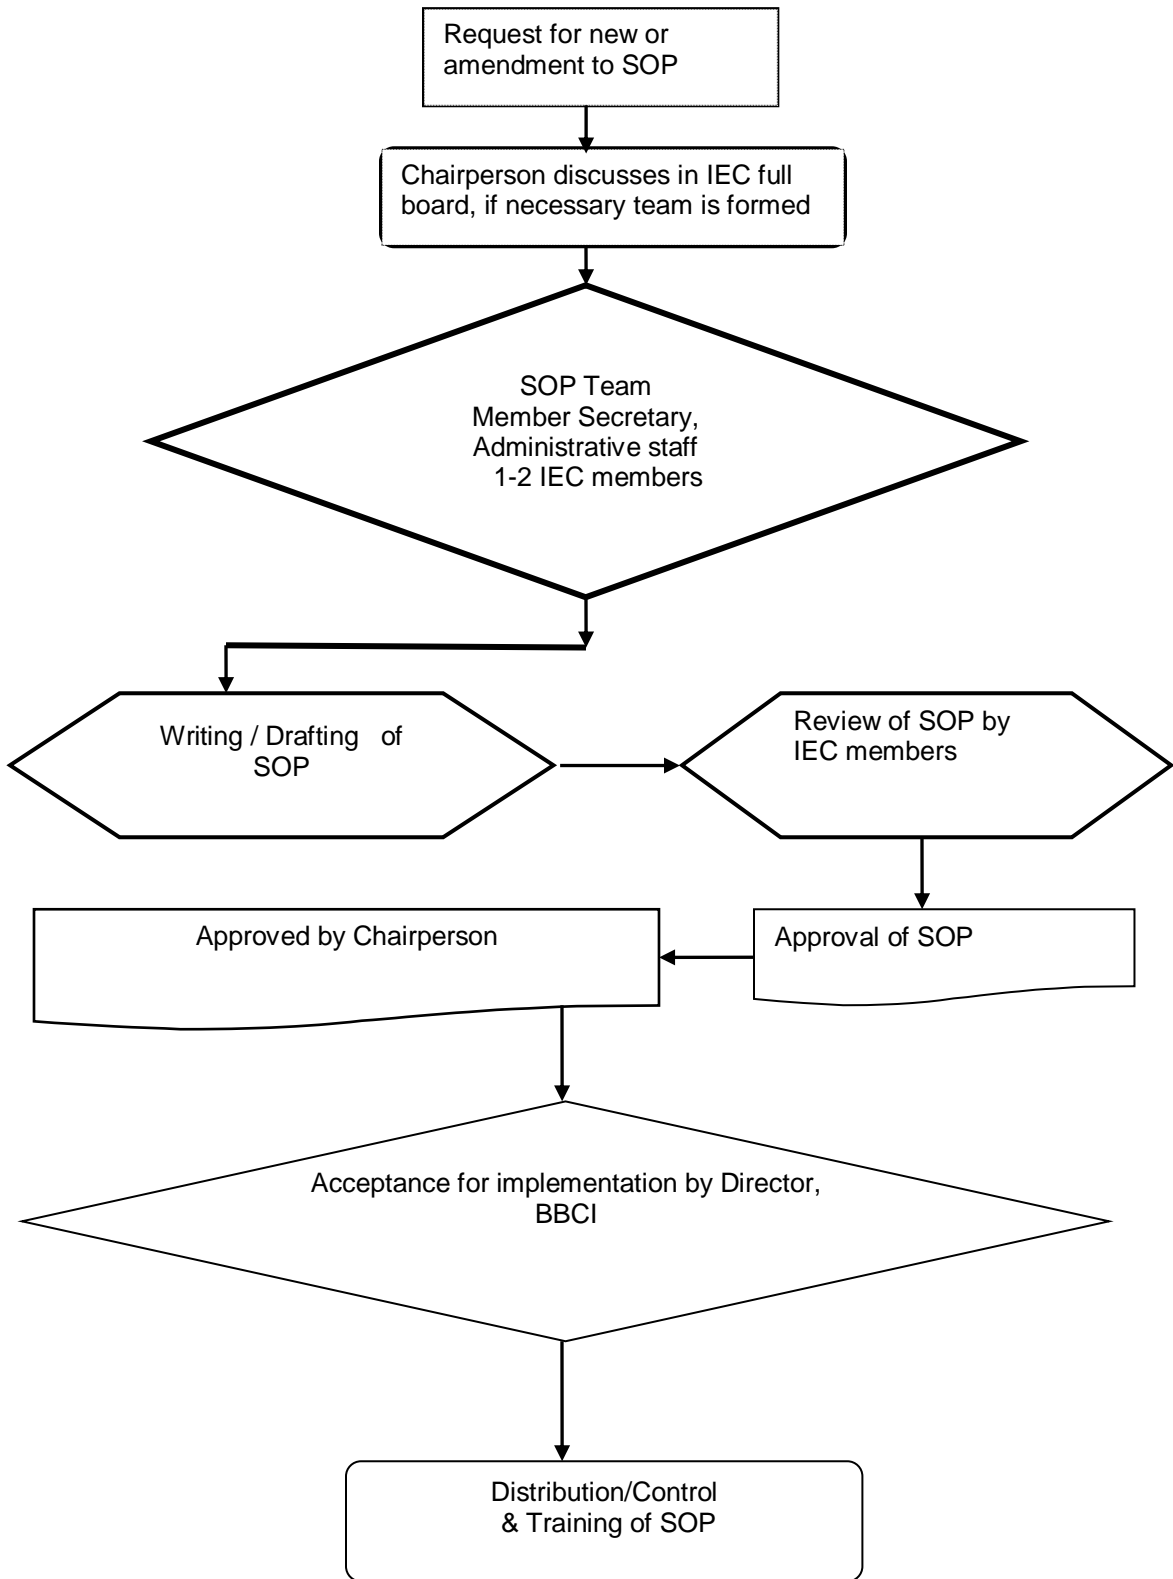 Request for new or
amendment to SOP
Chairperson discusses in IEC full
board, if necessary team is formed
SOP Team
Member Secretary,
Administrative staff
1-2 IEC members
Writing / Drafting of
SOP
Review of SOP by
IEC members
Approved by Chairperson
Approval of SOP
Acceptance for implementation by Director,
BBCI
Distribution/Control
& Training of SOP